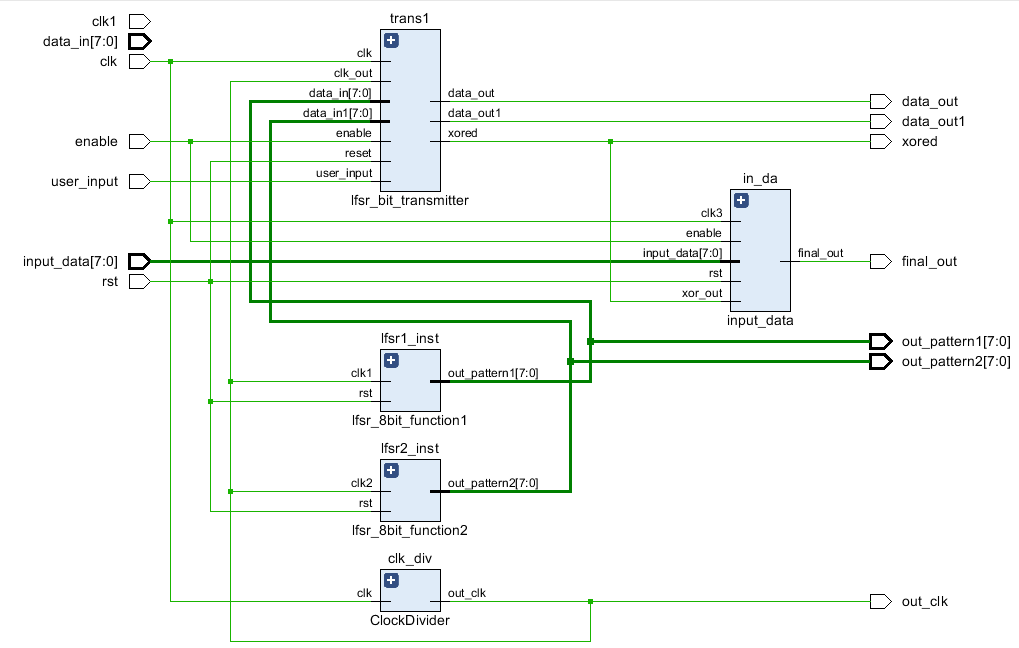 trans1
clk1
data_in[7:0]
clk
enable
user_input
input_data[7:0]
rst
clk
clk_out
data_in[7:0]
data_in1[7:0]
enable
reset
user_input
data_out
data_out1
xored
lfsr_bit_transmitter
data_out
data_out1
xored
in_da
clk3
enable
input_data[7:0]
rst
xor_out
final_out
input_data
final_out
out_pattern1[7:0]
out_pattern2[7:0]
lfsr1_inst
clk1
rst
out_pattern1[7:0]
lfsr_8bit_function1
lfsr2_inst
clk2
rst
out_pattern2[7:0]
lfsr_8bit_function2
clk_div
clk
out_clk
ClockDivider
out_clk